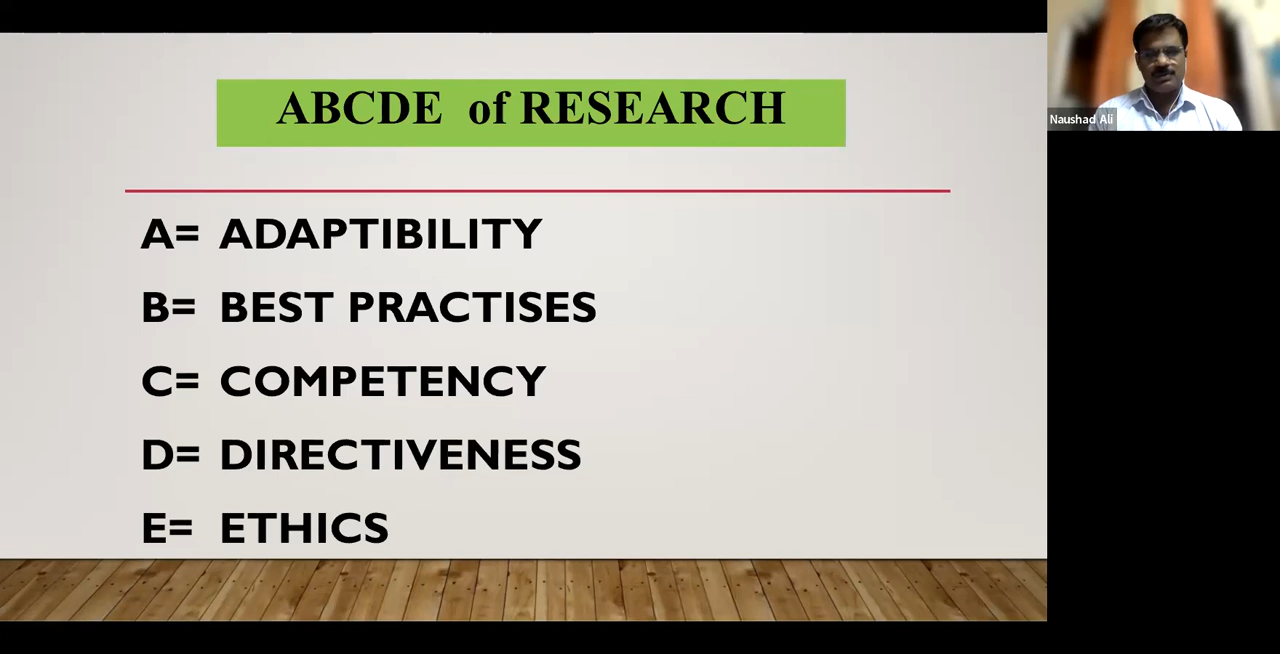 ABCDE of RESEARCH
A= ADAPTIBILITY
B= BEST PRACTISES
C= COMPETENCY
D= DIRECTIVENESS
E= ETHICS
Naushad Ali